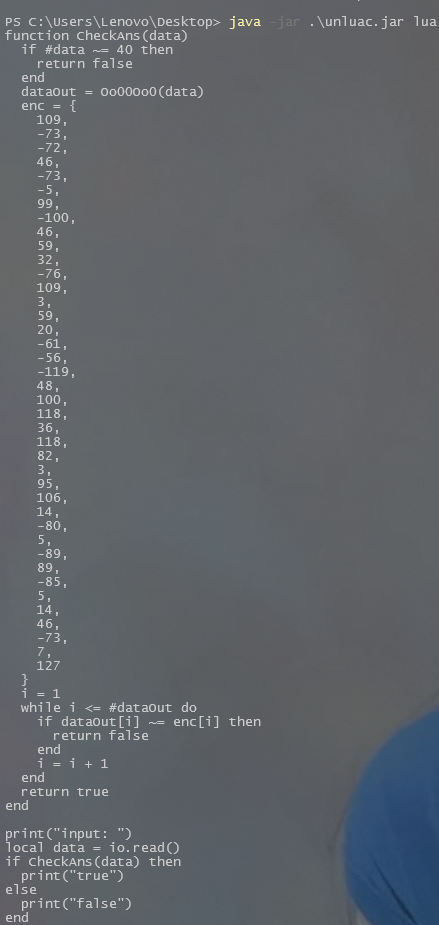 PS C:\Users\Lenovo\Desktop> java -jar .\unluac.jar lua
function CheckAns(data)
  if #data ~= 40 then
    return false
  end
  dataOut = Oo0OOoO(data)
  enc = {
    109,
    -73,
    -72,
    46,
    -73,
    -5,
    99,
    -100,
    46,
    59,
    32,
    -76,
    109,
    3,
    59,
    20,
    -61,
    -56,
    -119,
    48,
    100,
    118,
    36,
    118,
    82,
    3,
    95,
    106,
    14,
    -80,
    5,
    -89,
    89,
    -85,
    5,
    14,
    46,
    -73,
    7,
    127
  }
  i = 1
  while i <= #dataOut do
    if dataOut[i] ~= enc[i] then
      return false
    end
    i = i + 1
  end
  return true
end

print("input: ")
local data = io.read()
if CheckAns(data) then
  print("true")
else
  print("false")
end